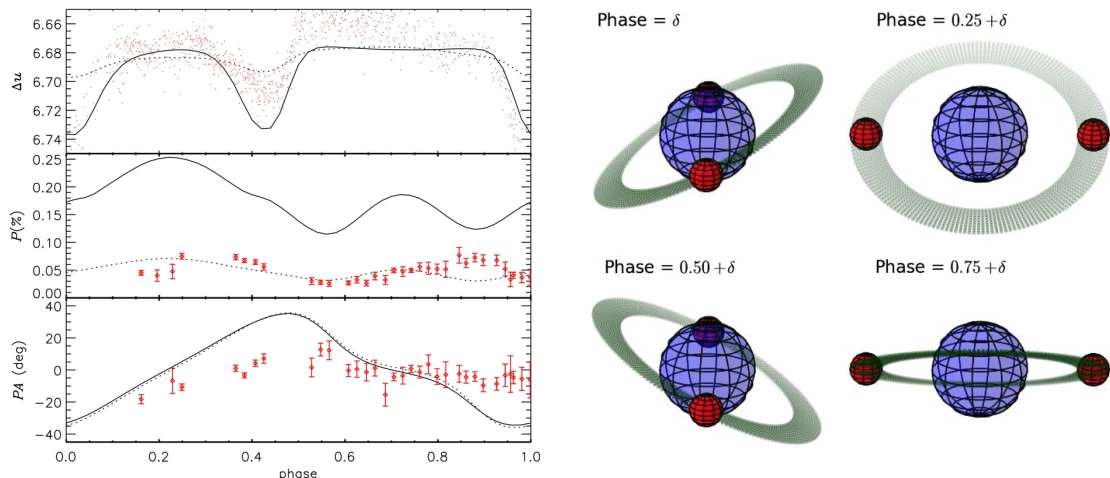 Δu
6.66
6.68
6.70
6.72
6.74
P(%)
0.25
0.20
0.15
0.10
0.05
0.00
PA (deg)
40
20
0
−20
−40
0.0 0.2 0.4 0.6 0.8 1.0
phase
Phase = δ
Phase = 0.25 + δ
Phase = 0.50 + δ
Phase = 0.75 + δ